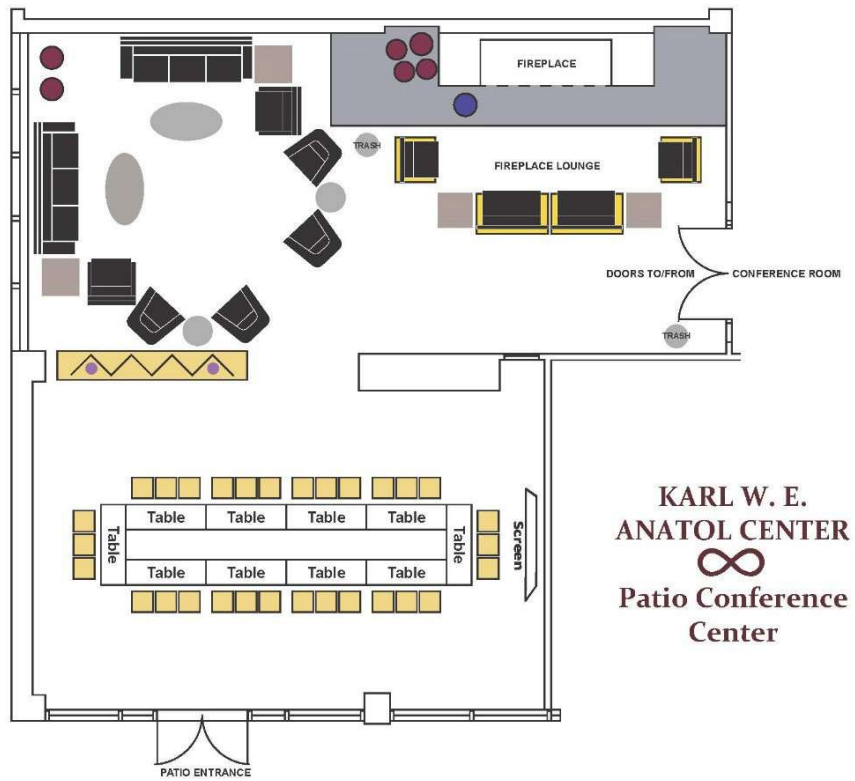 FIREPLACE
TRASH
FIREPLACE LOUNGE
DOORS TO/FROM
CONFERENCE ROOM
TRASH
Table
Table
Table
Table
Table
Table
Screen
Table
Table
Table
Table
KARL W. E.
ANATOL CENTER
Patio Conference
Center
PATIO ENTRANCE